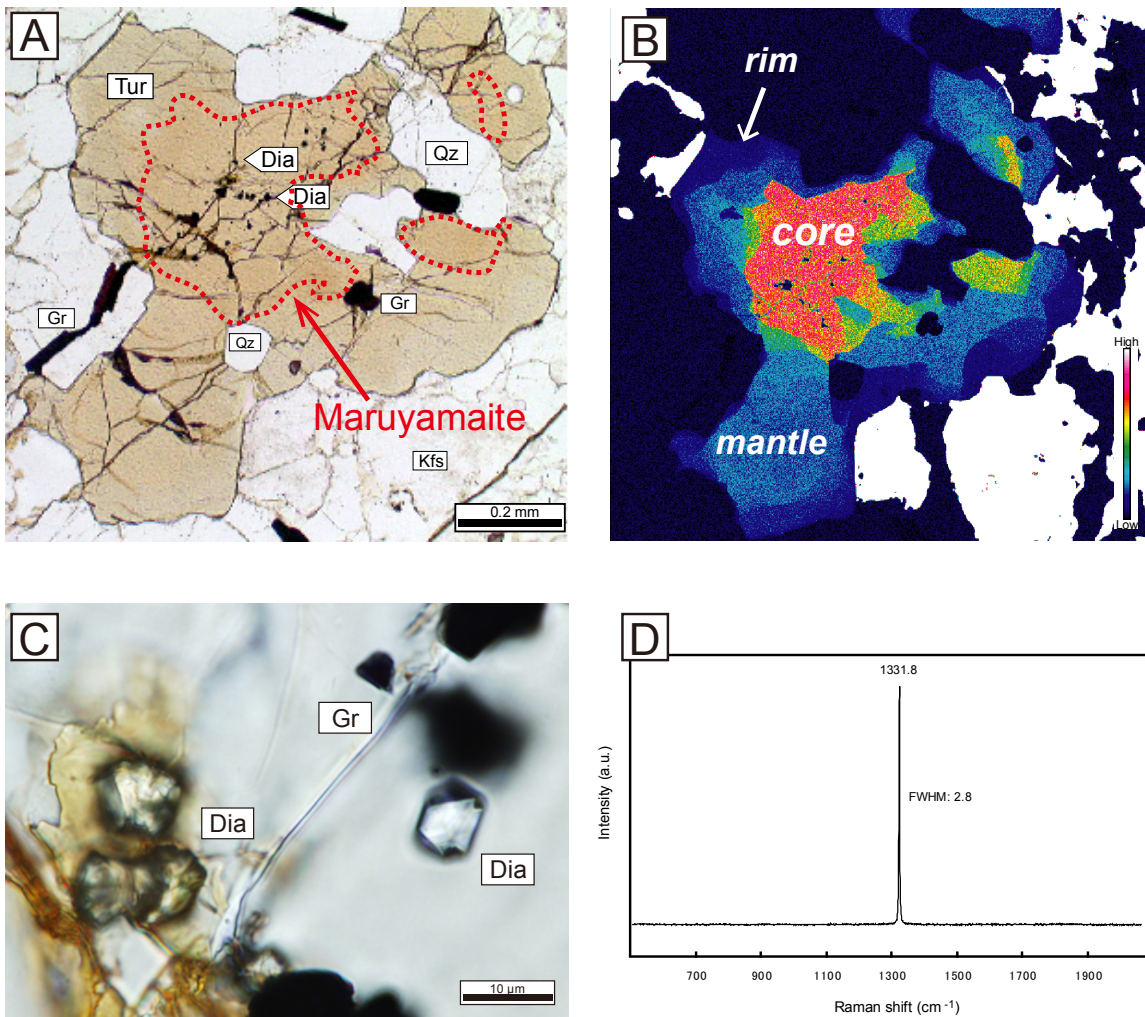 A
Tur
Dia
Dia
Qz
Gr
Gr
Qz
Maruyamaite
Kfs
0.2 mm
B
rim
core
mantle
High
Low
C
Gr
Dia
Dia
10 µm
D
1331.8
FWHM: 2.8
Intensity (a.u.)
700 900 1100 1300 1500 1700 1900
Raman shift (cm⁻¹)